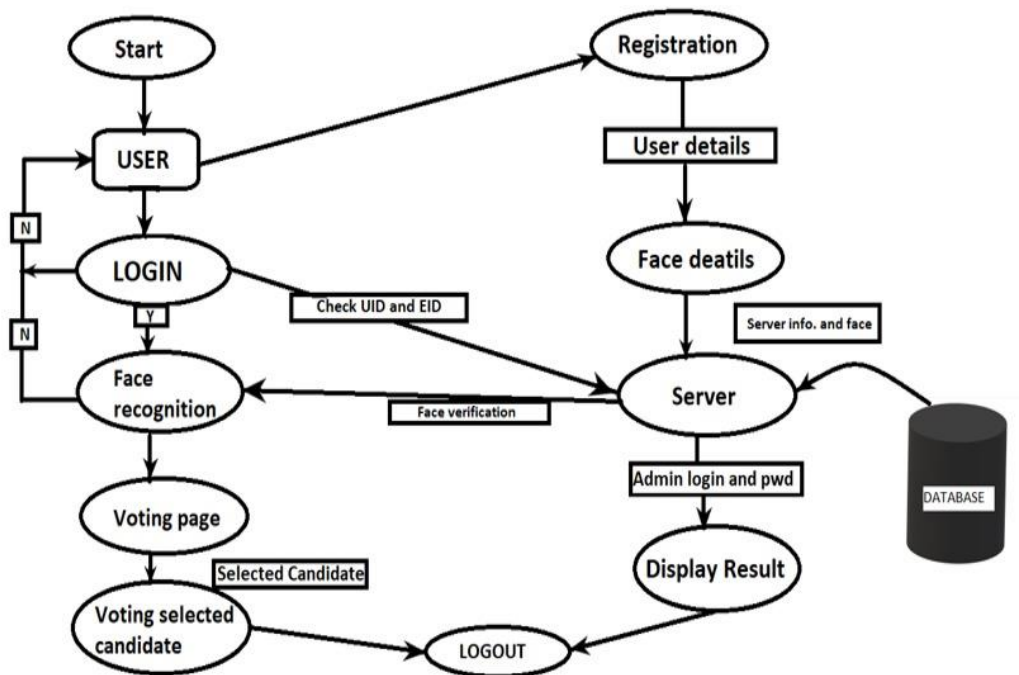 Start
Registration
USER
User details
N
LOGIN
Face deatils
Check UID and EID
Y
N
Server info. and face
Face
recognition
Face verification
Server
Admin login and pwd
DATABASE
Voting page
Selected Candidate
Display Result
Voting selected
candidate
LOGOUT